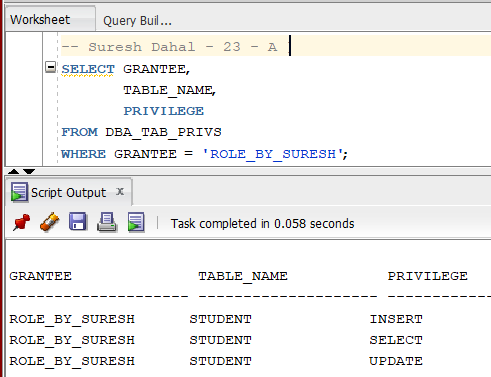 Worksheet Query Buil...
-- Suresh Dahal - 23 - A
SELECT GRANTEE,
TABLE_NAME,
PRIVILEGE
FROM DBA_TAB_PRIVS
WHERE GRANTEE = 'ROLE_BY_SURESH';
Script Output x
Task completed in 0.058 seconds
GRANTEE TABLE_NAME PRIVILEGE
-------------------- -------------------- ------------
ROLE_BY_SURESH STUDENT INSERT
ROLE_BY_SURESH STUDENT SELECT
ROLE_BY_SURESH STUDENT UPDATE